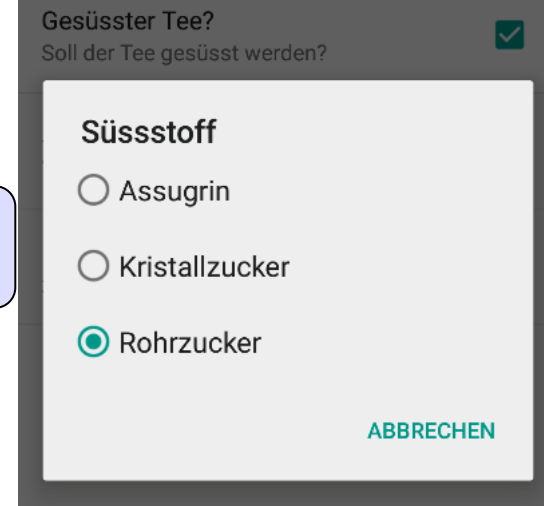 Gesüsster Tee?
Soll der Tee gesüsst werden?
Süssstoff
Assugrin
Kristallzucker
Rohrzucker
ABBRECHEN